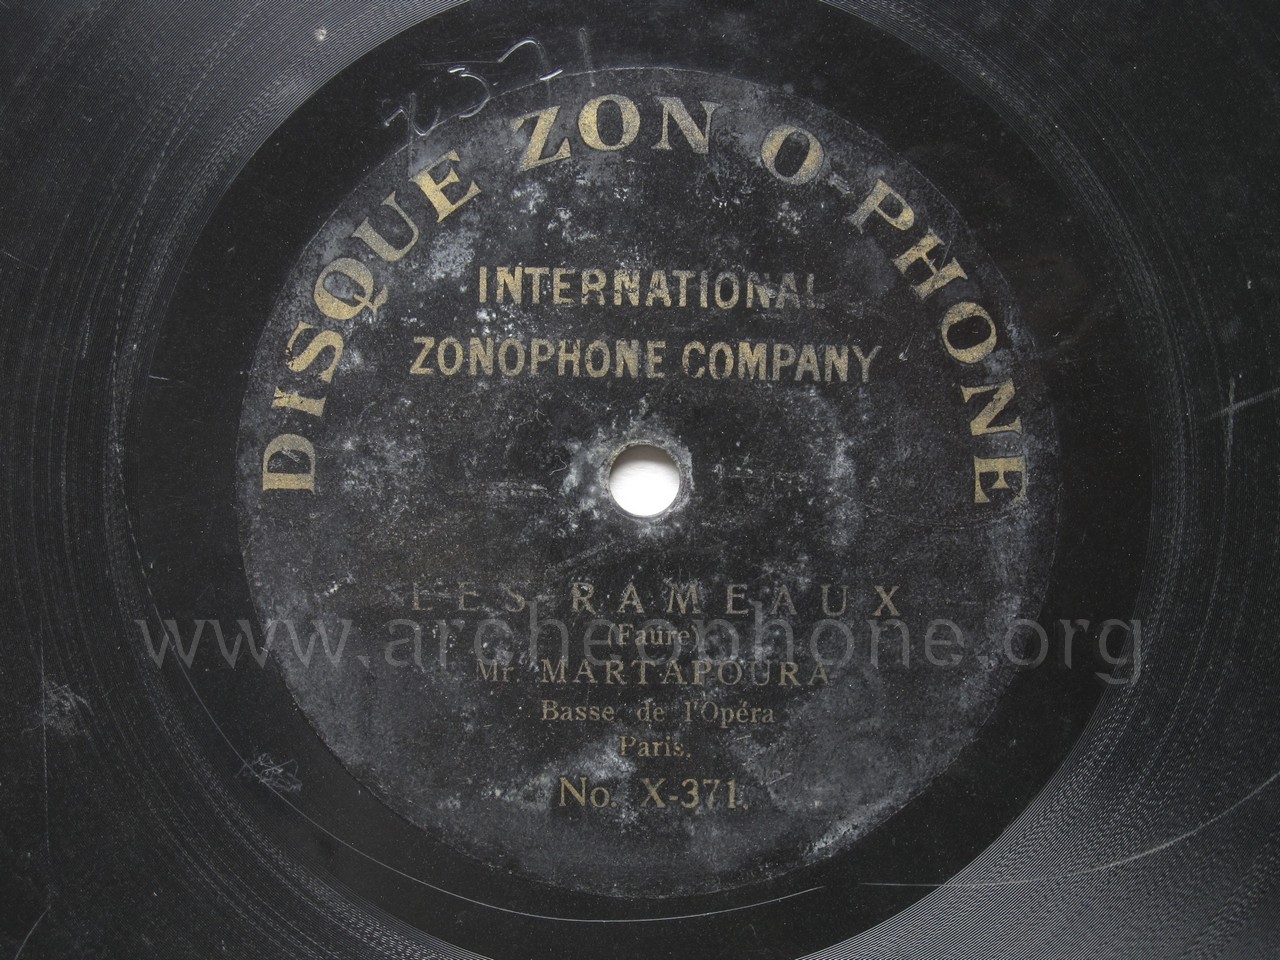 DISQUE ZON-O-PHONE
INTERNATIONAL
ZONOPHONE COMPANY
LES RAMEAUX
(Faure)
Mr. MARTAPOURA
Basse de l'Opéra
Paris.
No. X-371.
www.archeophone.org